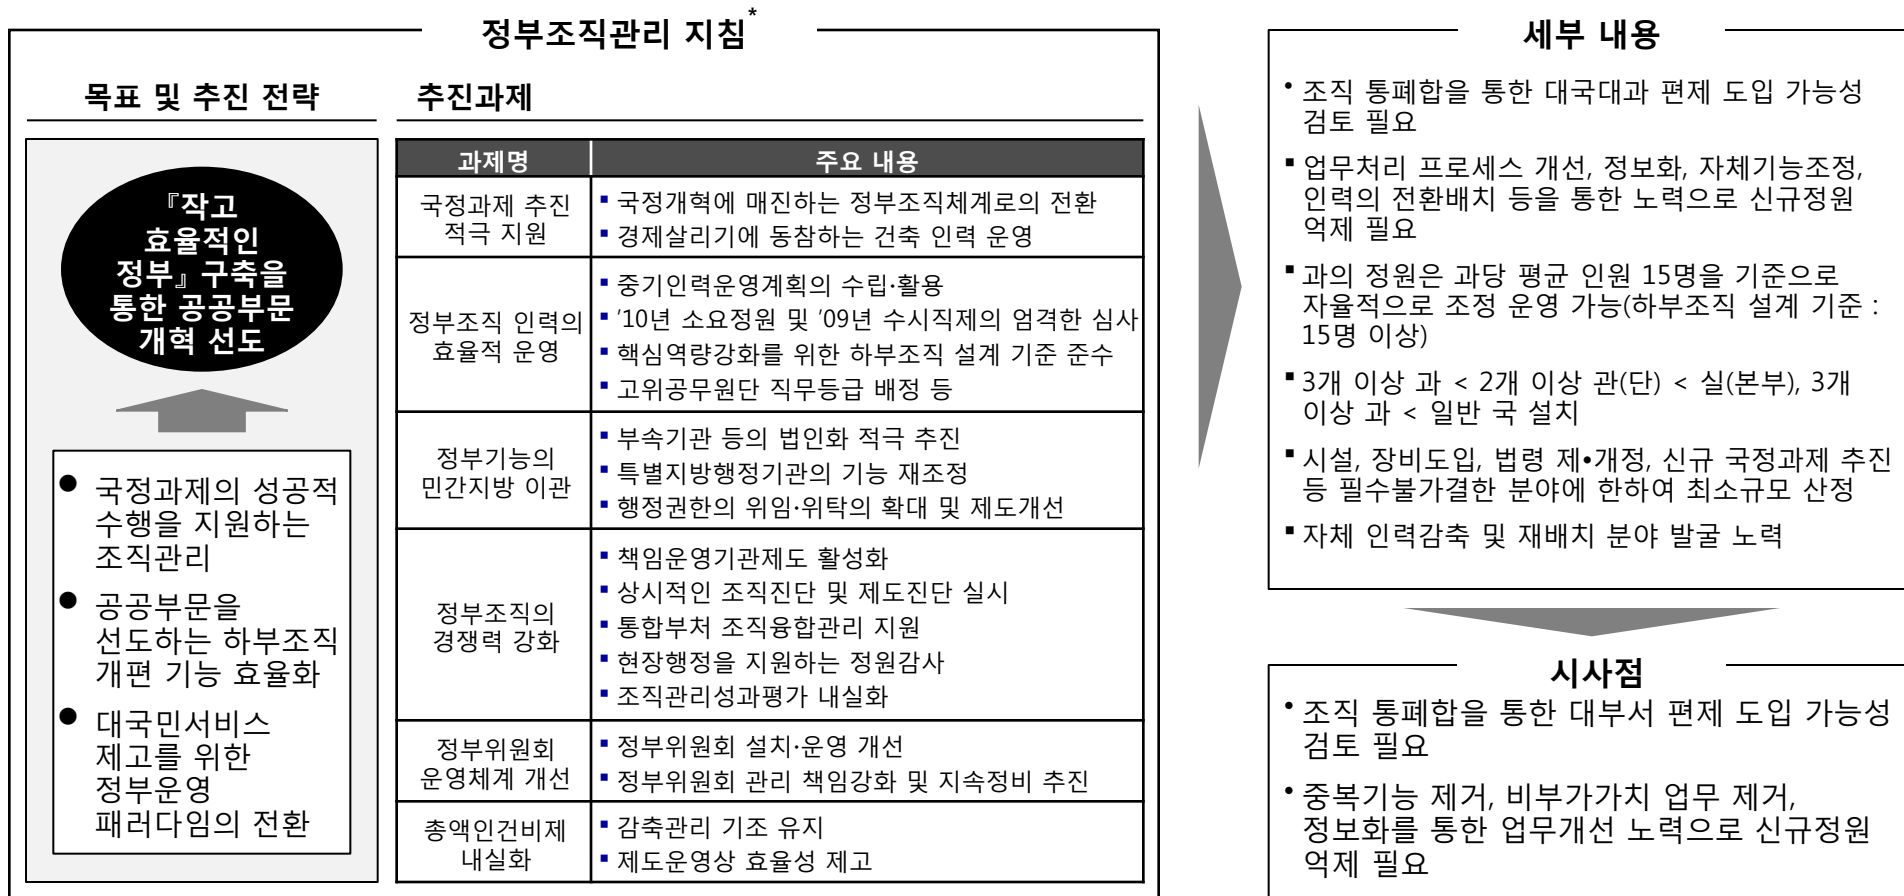 정부조직관리 지침*
목표 및 추진 전략
『작고
효율적인
정부』 구축을
통한 공공부문
개혁 선도
● 국정과제의 성공적
수행을 지원하는
조직관리
● 공공부문을
선도하는 하부조직
개편 기능 효율화
● 대국민서비스
제고를 위한
정부운영
패러다임의 전환
추진과제
과제명 주요 내용
국정과제 추진
적극 지원
▪ 국정개혁에 매진하는 정부조직체계로의 전환
▪ 경제살리기에 동참하는 건축 인력 운영
정부조직 인력의
효율적 운영
▪ 중기인력운영계획의 수립·활용
▪ '10년 소요정원 및 '09년 수시직제의 엄격한 심사
▪ 핵심역량강화를 위한 하부조직 설계 기준 준수
▪ 고위공무원단 직무등급 배정 등
정부기능의
민간지방 이관
▪ 부속기관 등의 법인화 적극 추진
▪ 특별지방행정기관의 기능 재조정
▪ 행정권한의 위임·위탁의 확대 및 제도개선
정부조직의
경쟁력 강화
▪ 책임운영기관제도 활성화
▪ 상시적인 조직진단 및 제도진단 실시
▪ 통합부처 조직융합관리 지원
▪ 현장행정을 지원하는 정원감사
▪ 조직관리성과평가 내실화
정부위원회
운영체계 개선
▪ 정부위원회 설치·운영 개선
▪ 정부위원회 관리 책임강화 및 지속정비 추진
총액인건비제
내실화
▪ 감축관리 기조 유지
▪ 제도운영상 효율성 제고
세부 내용
• 조직 통폐합을 통한 대국대과 편제 도입 가능성
검토 필요
▪ 업무처리 프로세스 개선, 정보화, 자체기능조정,
인력의 전환배치 등을 통한 노력으로 신규정원
억제 필요
▪ 과의 정원은 과당 평균 인원 15명을 기준으로
자율적으로 조정 운영 가능(하부조직 설계 기준 :
15명 이상)
▪ 3개 이상 과 < 2개 이상 관(단) < 실(본부), 3개
이상 과 < 일반 국 설치
▪ 시설, 장비도입, 법령 제•개정, 신규 국정과제 추진
등 필수불가결한 분야에 한하여 최소규모 산정
▪ 자체 인력감축 및 재배치 분야 발굴 노력
시사점
• 조직 통폐합을 통한 대부서 편제 도입 가능성
검토 필요
• 중복기능 제거, 비부가가치 업무 제거,
정보화를 통한 업무개선 노력으로 신규정원
억제 필요